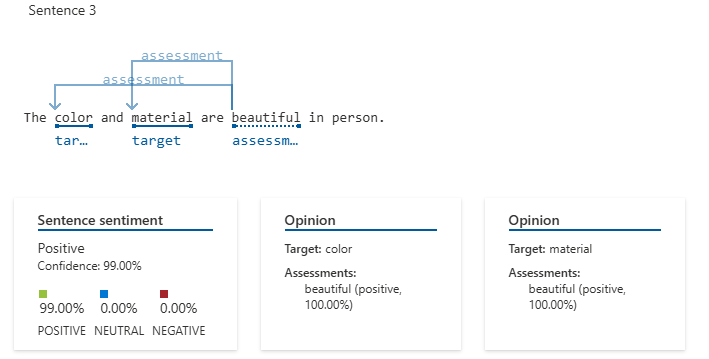 Sentence 3
assessment
assessment
The color and material are beautiful in person.
tar… target assessm…
Sentence sentiment
Positive
Confidence: 99.00%
99.00% 0.00% 0.00%
POSITIVE NEUTRAL NEGATIVE
Opinion
Target: color
Assessments:
beautiful (positive,
100.00%)
Opinion
Target: material
Assessments:
beautiful (positive,
100.00%)